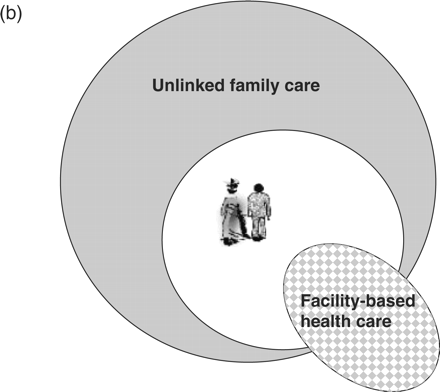 (b)
Unlinked family care
Facility-based
health care